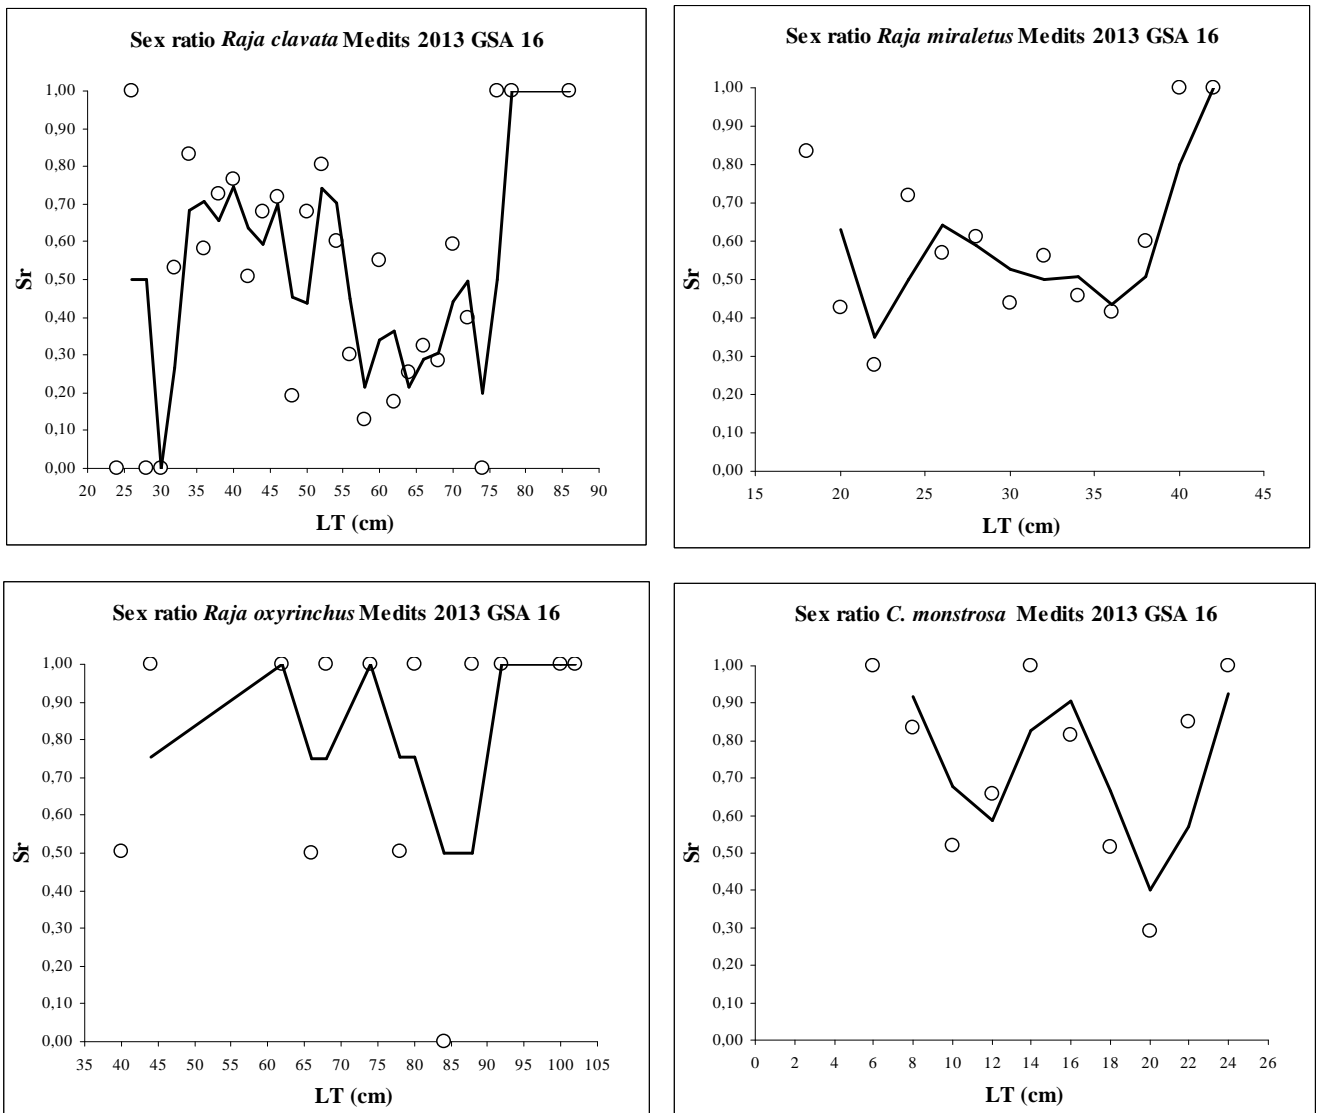 Sex ratio Raja clavata Medits 2013 GSA 16
1,00
0,90
0,80
0,70
0,60
0,50
0,40
0,30
0,20
0,10
0,00
Sr
20 25 30 35 40 45 50 55 60 65 70 75 80 85 90
LT (cm)
Sex ratio Raja miraletus Medits 2013 GSA 16
1,00
0,90
0,80
0,70
0,60
0,50
0,40
0,30
0,20
0,10
0,00
Sr
15 20 25 30 35 40 45
LT (cm)
Sex ratio Raja oxyrinchus Medits 2013 GSA 16
1,00
0,90
0,80
0,70
0,60
0,50
0,40
0,30
0,20
0,10
0,00
Sr
35 40 45 50 55 60 65 70 75 80 85 90 95 100 105
LT (cm)
Sex ratio C. monstrosa Medits 2013 GSA 16
1,00
0,90
0,80
0,70
0,60
0,50
0,40
0,30
0,20
0,10
0,00
Sr
0 2 4 6 8 10 12 14 16 18 20 22 24 26
LT (cm)